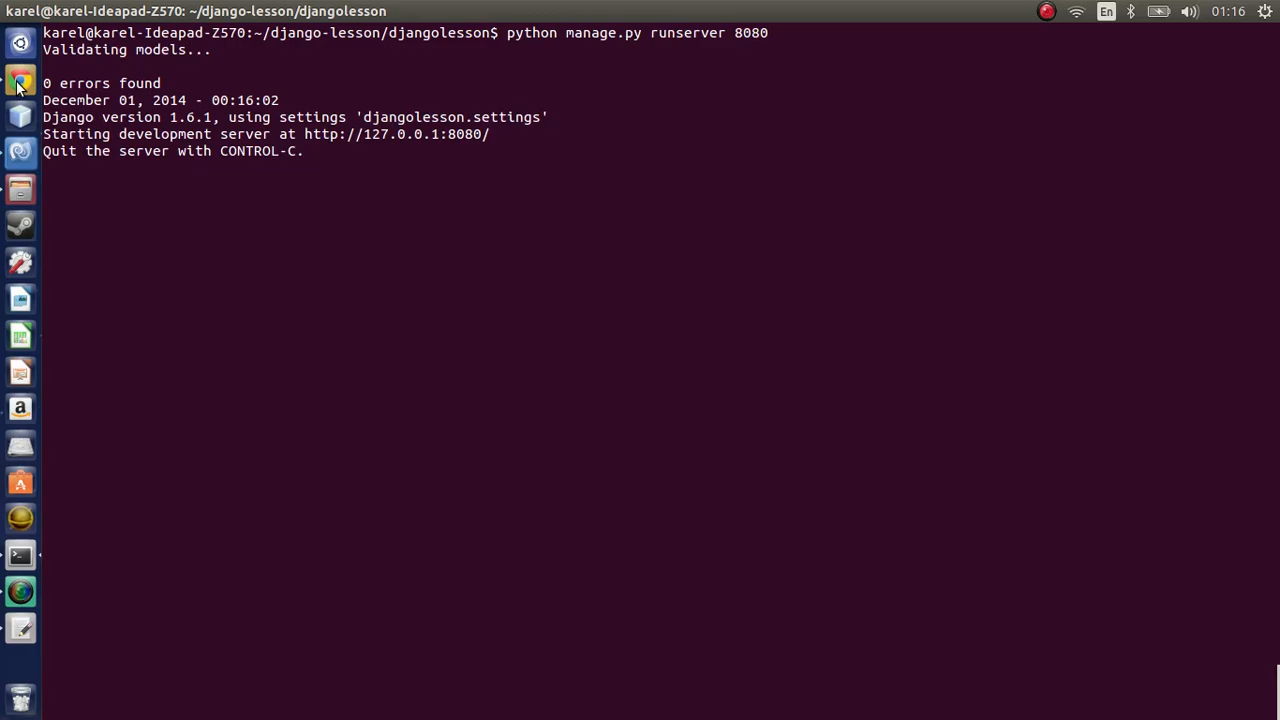 karel@karel-Ideapad-Z570: ~/django-lesson/djangolesson
En
01:16
karel@karel-Ideapad-Z570:~/django-lesson/djangolesson$ python manage.py runserver 8080
Validating models...
0 errors found
December 01, 2014 - 00:16:02
Django version 1.6.1, using settings 'djangolesson.settings'
Starting development server at http://127.0.0.1:8080/
Quit the server with CONTROL-C.